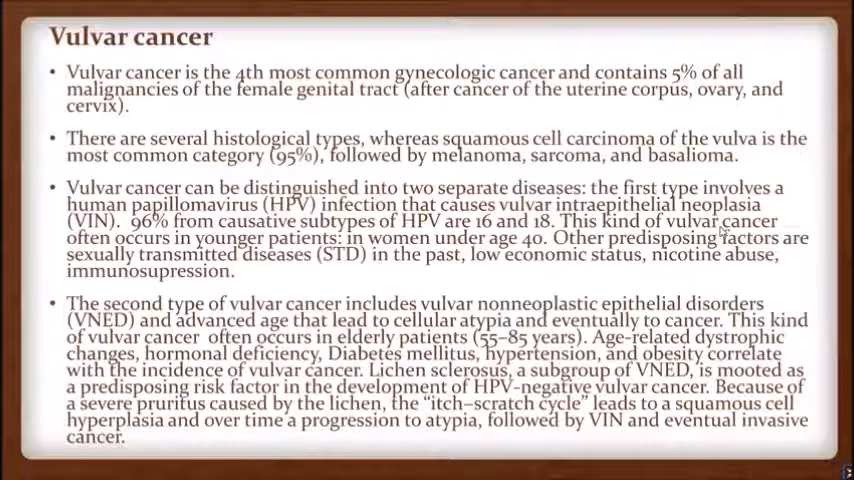 Vulvar cancer
• Vulvar cancer is the 4th most common gynecologic cancer and contains 5% of all
malignancies of the female genital tract (after cancer of the uterine corpus, ovary, and
cervix).
• There are several histological types, whereas squamous cell carcinoma of the vulva is the
most common category (95%), followed by melanoma, sarcoma, and basalioma.
• Vulvar cancer can be distinguished into two separate diseases: the first type involves a
human papillomavirus (HPV) infection that causes vulvar intraepithelial neoplasia
(VIN). 96% from causative subtypes of HPV are 16 and 18. This kind of vulvar cancer
often occurs in younger patients: in women under age 40. Other predisposing factors are
sexually transmitted diseases (STD) in the past, low economic status, nicotine abuse,
immunosupression.
• The second type of vulvar cancer includes vulvar nonneoplastic epithelial disorders
(VNED) and advanced age that lead to cellular atypia and eventually to cancer. This kind
of vulvar cancer often occurs in elderly patients (55–85 years). Age-related dystrophic
changes, hormonal deficiency, Diabetes mellitus, hypertension, and obesity correlate
with the incidence of vulvar cancer. Lichen sclerosus, a subgroup of VNED, is mooted as
a predisposing risk factor in the development of HPV-negative vulvar cancer. Because of
a severe pruritus caused by the lichen, the “itch–scratch cycle” leads to a squamous cell
hyperplasia and over time a progression to atypia, followed by VIN and eventual invasive
cancer.